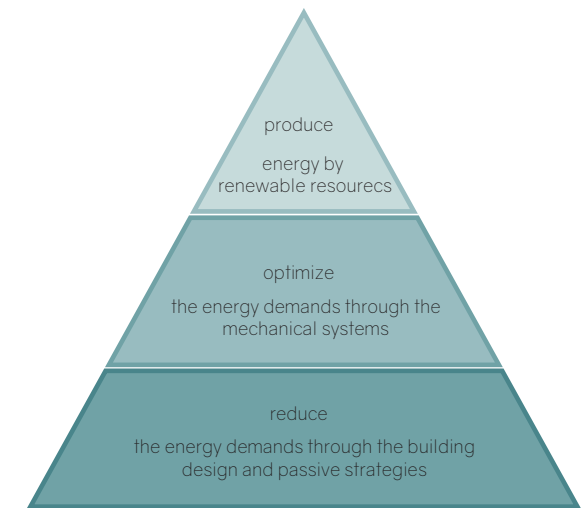 produce
energy by
renewable resourecs
optimize
the energy demands through the
mechanical systems
reduce
the energy demands through the building
design and passive strategies